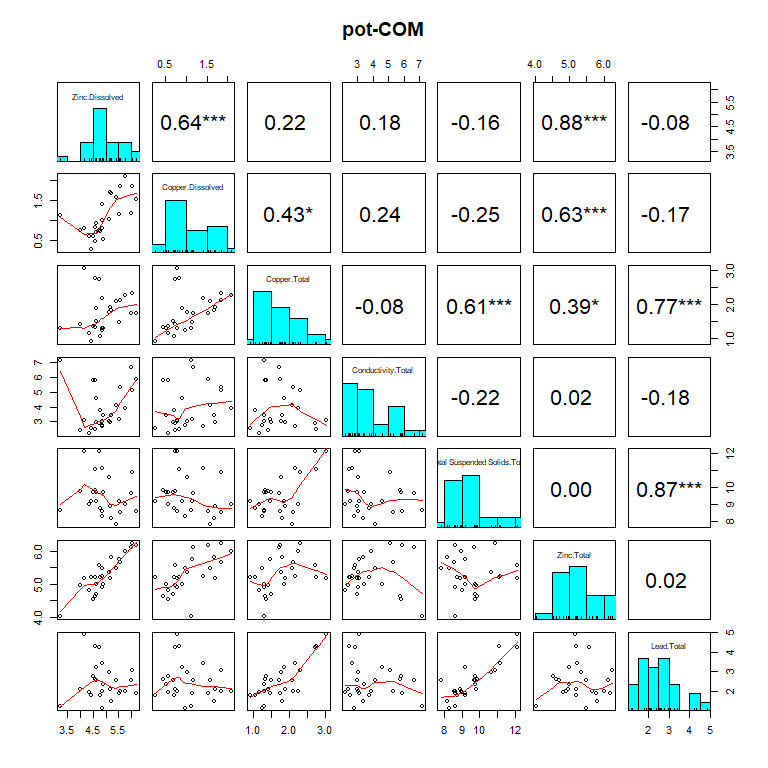 pot-COM
0.5 1.5
3 4 5 6 7
4.0 5.0 6.0
Zinc.Dissolved
0.64***
0.22
0.18
-0.16
0.88***
-0.08
3.5 4.5 5.5
0.5 1.5
Copper.Dissolved
0.43*
0.24
-0.25
0.63***
-0.17
Copper.Total
-0.08
0.61***
0.39*
0.77***
1.0 2.0 3.0
3 4 5 6 7
Conductivity.Total
-0.22
0.02
-0.18
tal Suspended Solids.To
0.00
0.87***
8 9 10 12
4.0 5.0 6.0
Zinc.Total
0.02
Lead.Total
2 3 4 5
3.5 4.5 5.5
1.0 2.0 3.0
8 9 10 12
2 3 4 5